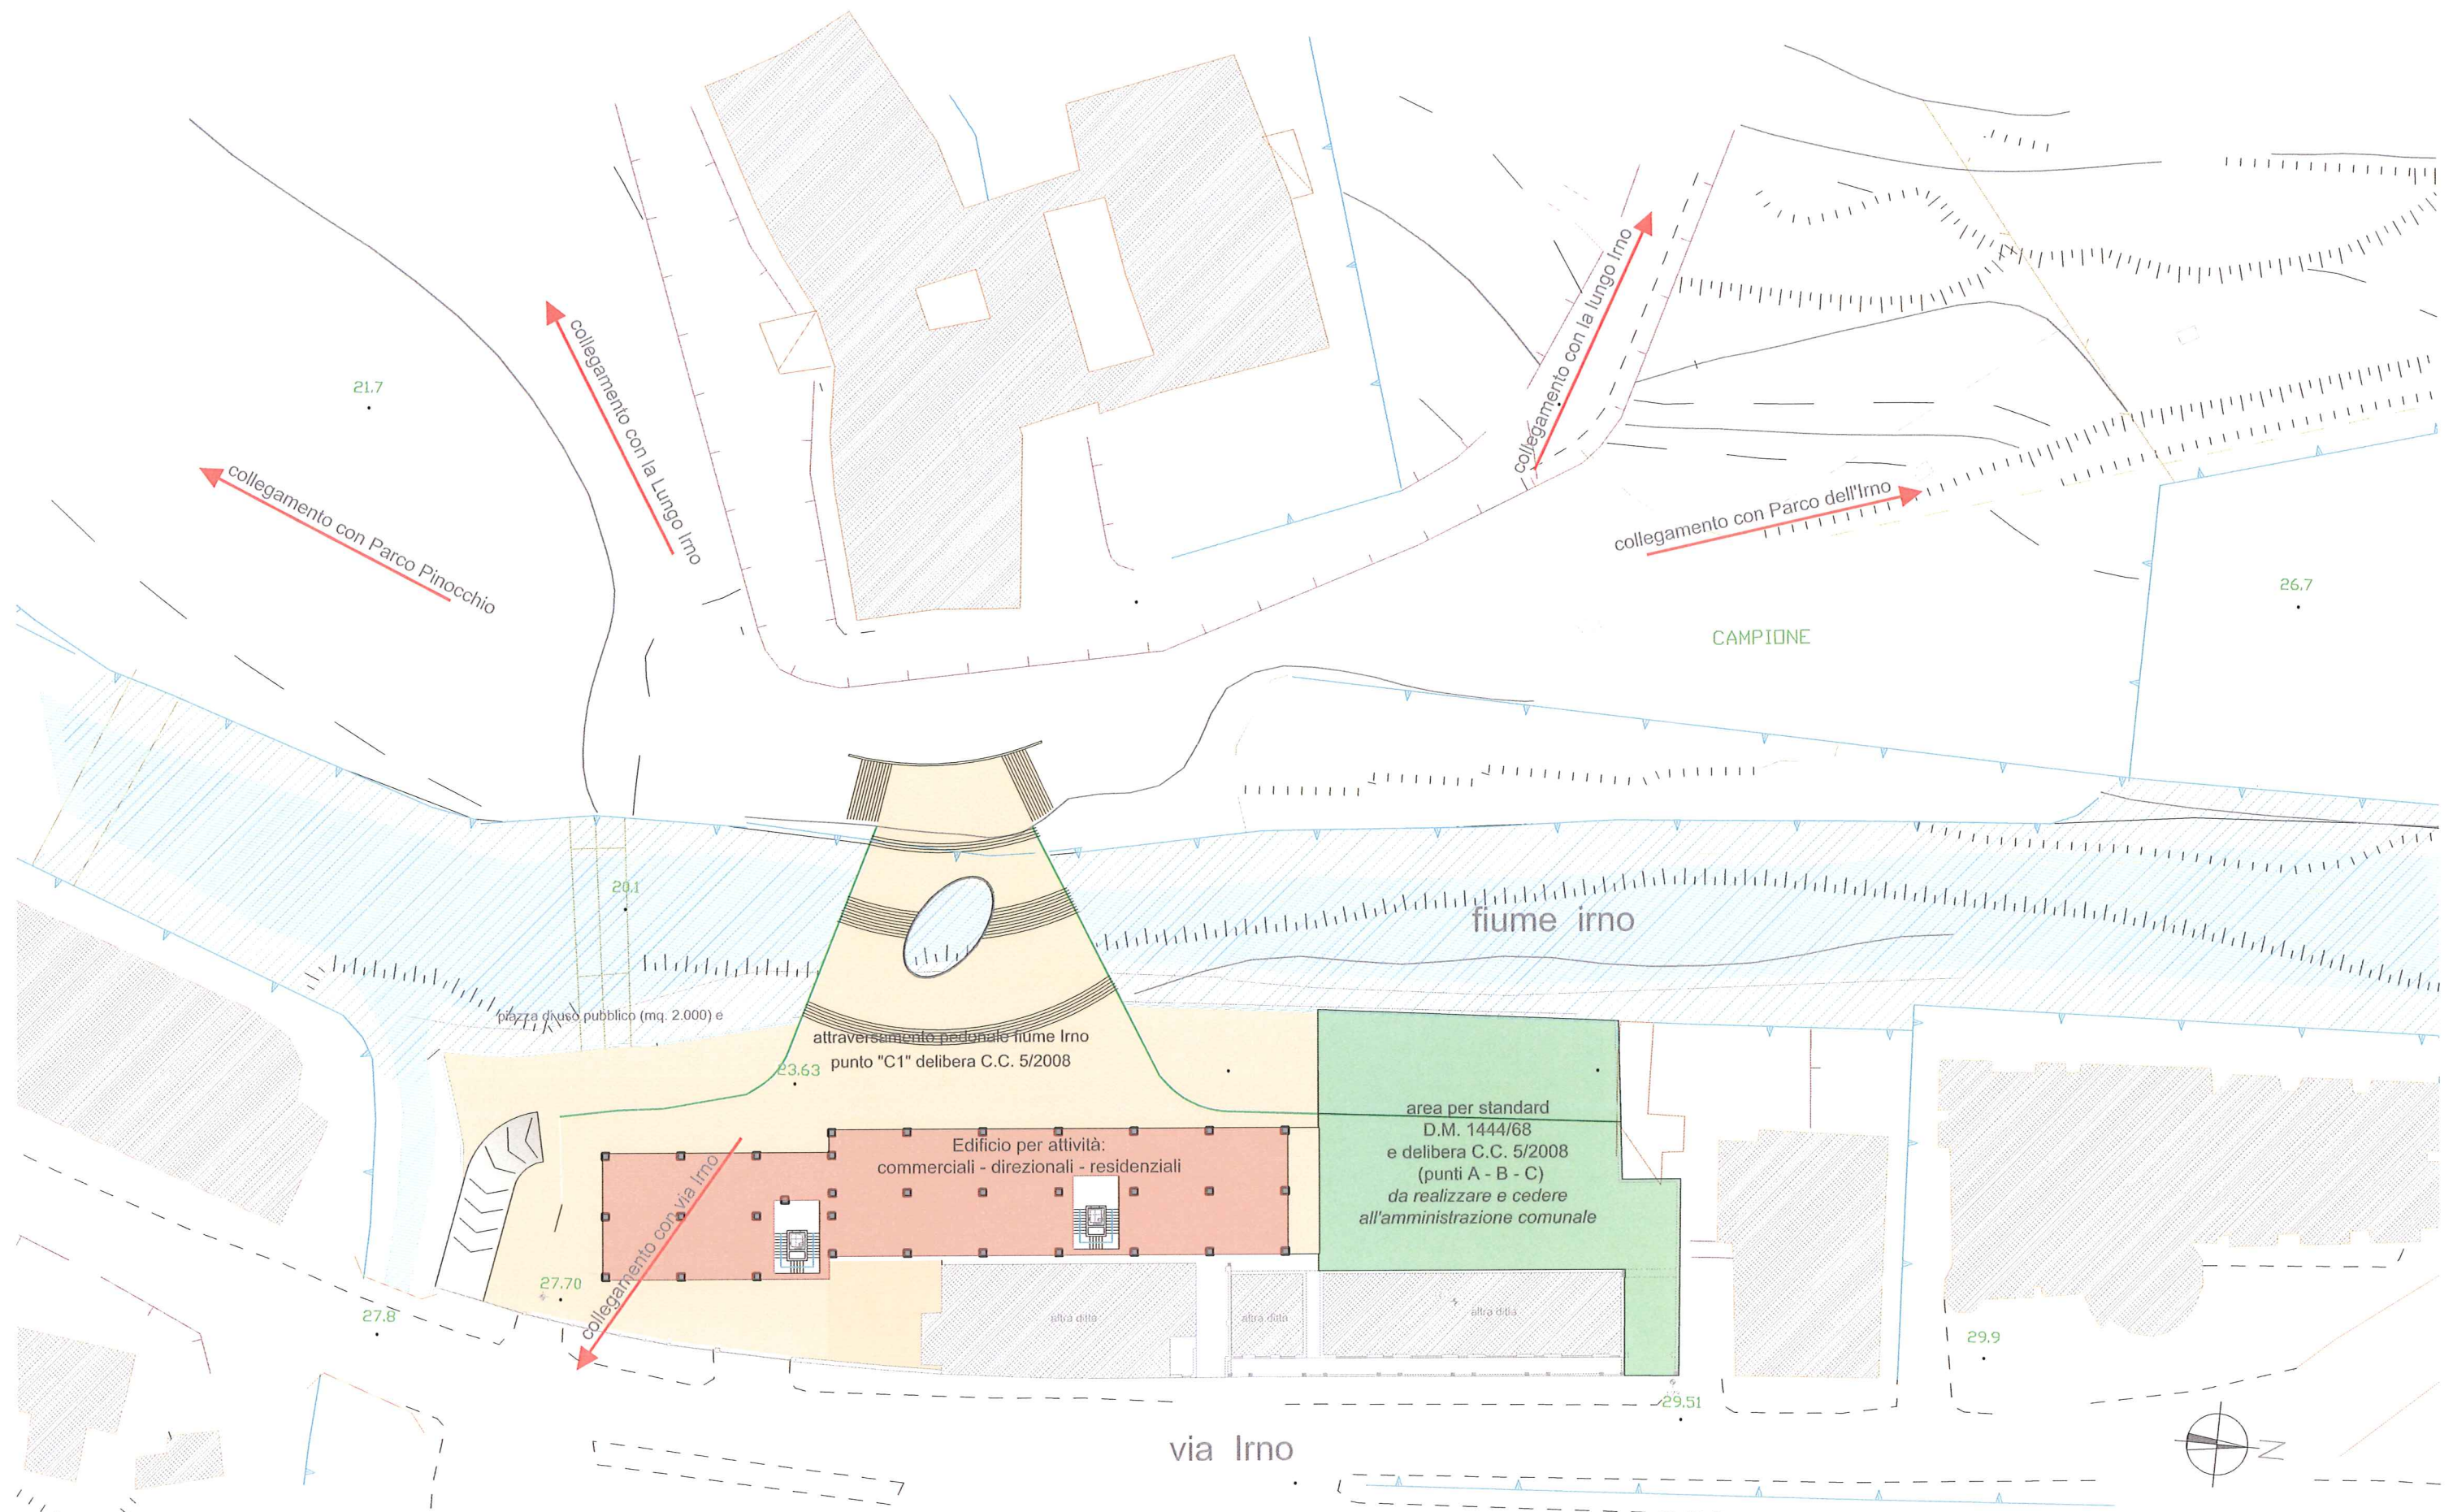 collegamento con la lungo Irno
collegamento con la Lungo Irno
21.7
collegamento con Parco Pinocchio
collegamento con Parco dell'Irno
26.7
CAMPIONE
20.1
fiume irno
piazza di uso pubblico (mq. 2.000) e
attraversamento pedonale fiume Irno
punto "C1" delibera C.C. 5/2008
23.63
area per standard
D.M. 1444/68
e delibera C.C. 5/2008
(punti A - B - C)
da realizzare e cedere
all'amministrazione comunale
Edificio per attività:
commerciali - direzionali - residenziali
collegamento con via Irno
27.70
27.8
altra ditta
altra ditta
altra ditta
29.9
29.51
via Irno
N